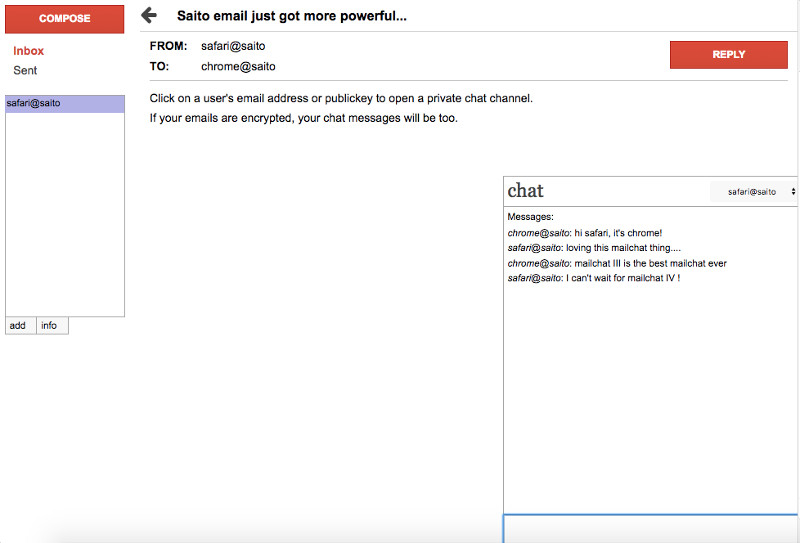 COMPOSE
Inbox
Sent
safari@saito
add info
Saito email just got more powerful...
FROM: safari@saito
TO: chrome@saito
REPLY
Click on a user's email address or publickey to open a private chat channel.
If your emails are encrypted, your chat messages will be too.
chat safari@saito
Messages:
chrome@saito: hi safari, it's chrome!
safari@saito: loving this mailchat thing....
chrome@saito: mailchat III is the best mailchat ever
safari@saito: I can't wait for mailchat IV !